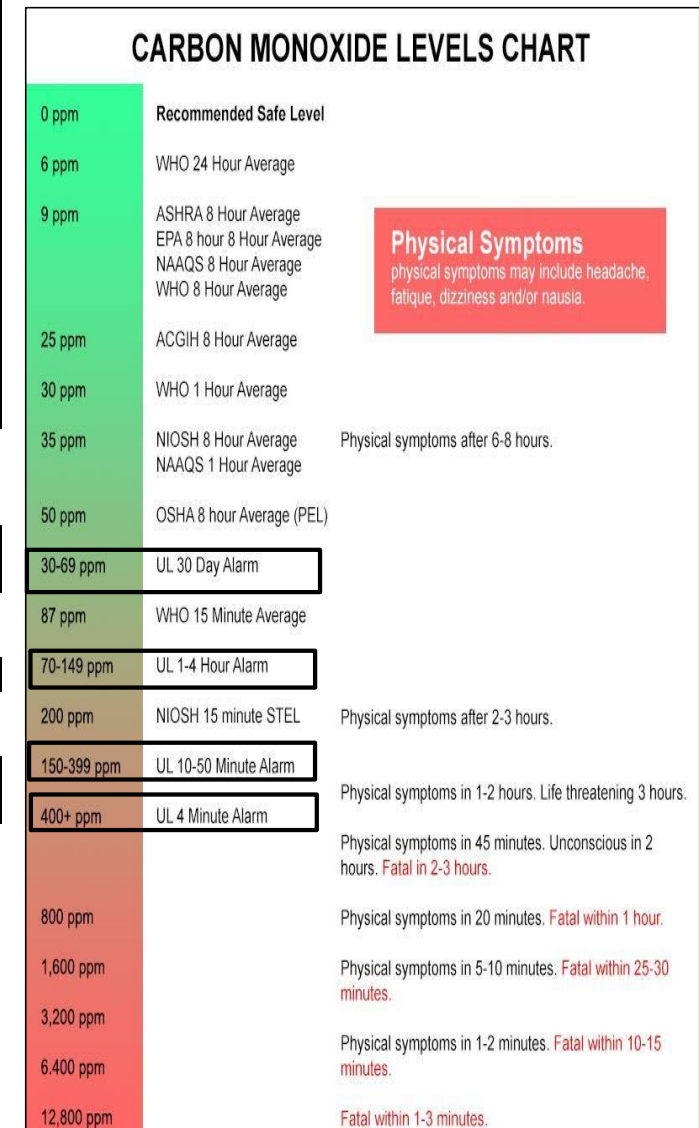 CARBON MONOXIDE LEVELS CHART
0 ppm Recommended Safe Level
6 ppm WHO 24 Hour Average
9 ppm ASHRA 8 Hour Average
EPA 8 hour 8 Hour Average
NAAQS 8 Hour Average
WHO 8 Hour Average
Physical Symptoms
physical symptoms may include headache,
fatique, dizziness and/or nausia.
25 ppm ACGIH 8 Hour Average
30 ppm WHO 1 Hour Average
35 ppm NIOSH 8 Hour Average Physical symptoms after 6-8 hours.
NAAQS 1 Hour Average
50 ppm OSHA 8 hour Average (PEL)
30-69 ppm UL 30 Day Alarm
87 ppm WHO 15 Minute Average
70-149 ppm UL 1-4 Hour Alarm
200 ppm NIOSH 15 minute STEL Physical symptoms after 2-3 hours.
150-399 ppm UL 10-50 Minute Alarm
Physical symptoms in 1-2 hours. Life threatening 3 hours.
400+ ppm UL 4 Minute Alarm
Physical symptoms in 45 minutes. Unconscious in 2
hours. Fatal in 2-3 hours.
800 ppm Physical symptoms in 20 minutes. Fatal within 1 hour.
1,600 ppm Physical symptoms in 5-10 minutes. Fatal within 25-30
minutes.
3,200 ppm
Physical symptoms in 1-2 minutes. Fatal within 10-15
6.400 ppm minutes.
12,800 ppm Fatal within 1-3 minutes.